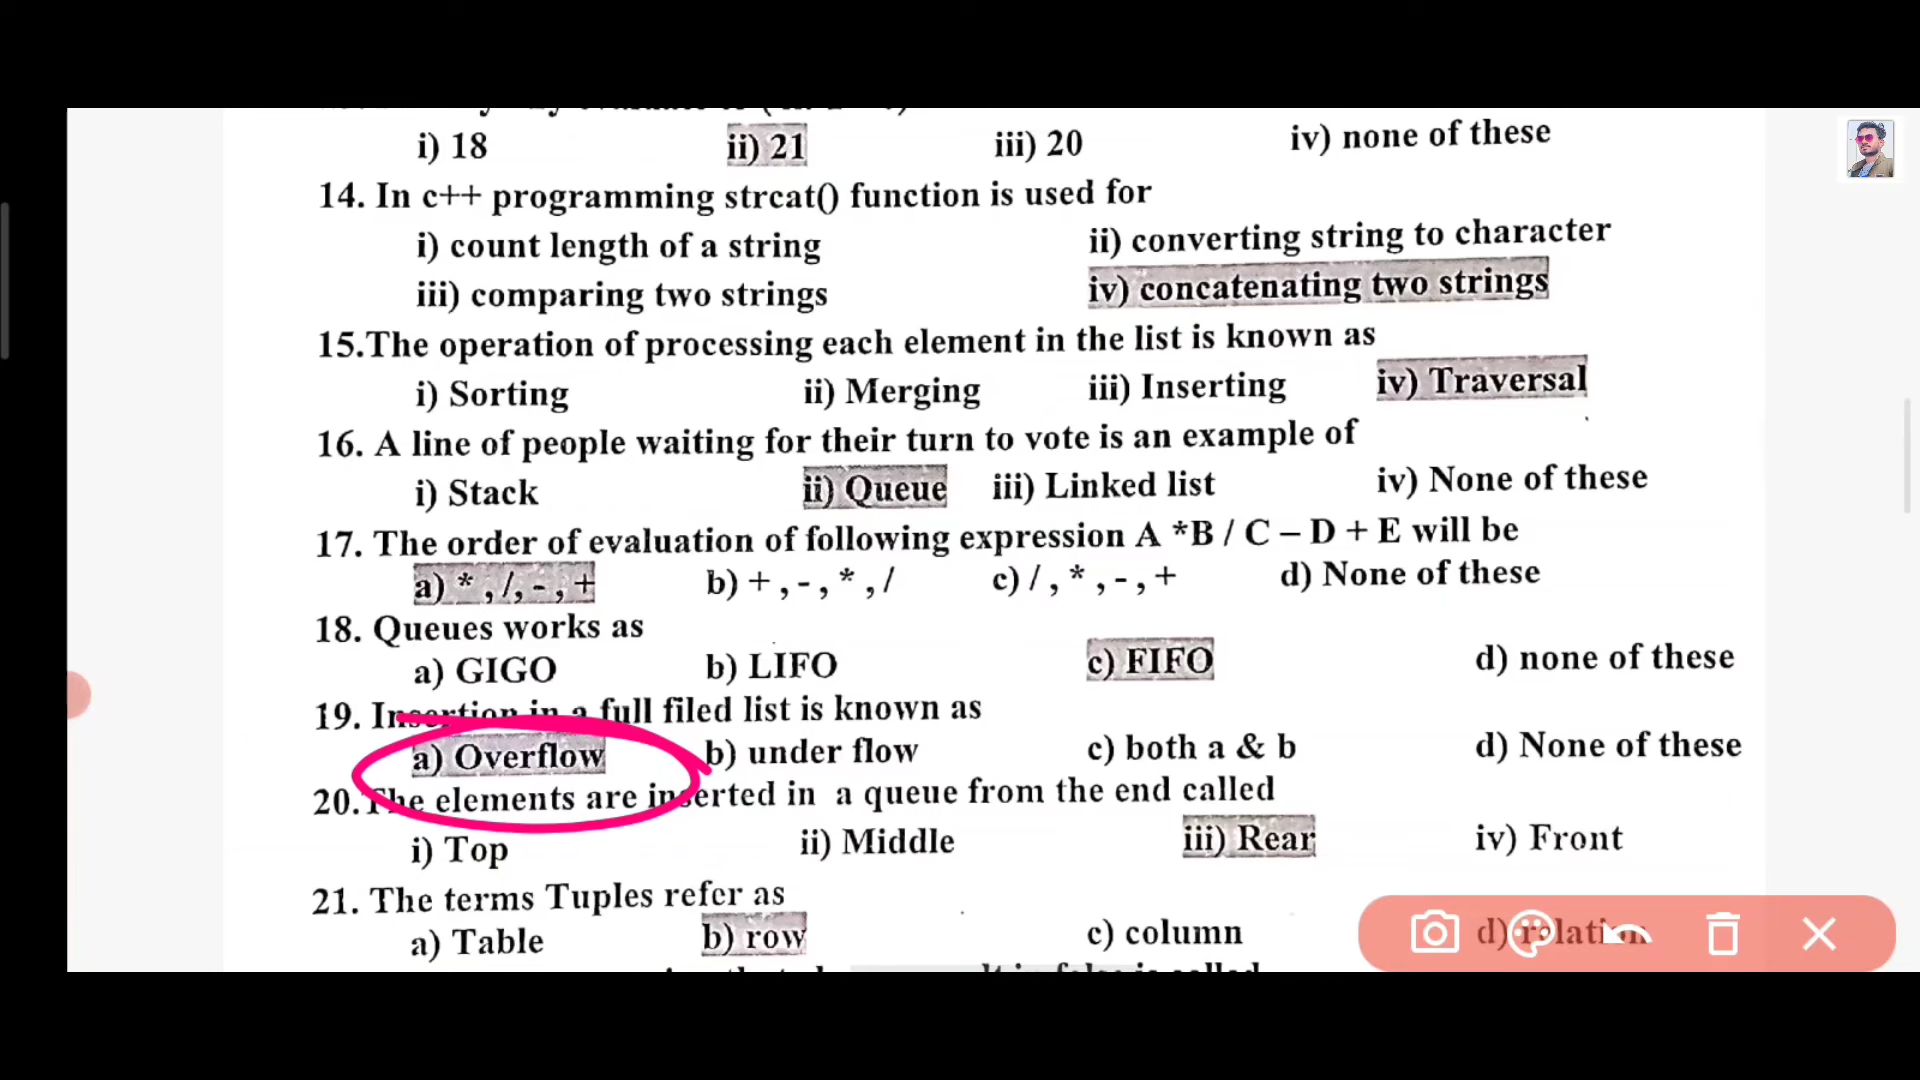 i) 18 ii) 21 iii) 20 iv) none of these
14. In c++ programming strcat() function is used for
i) count length of a string ii) converting string to character
iii) comparing two strings iv) concatenating two strings
15.The operation of processing each element in the list is known as
i) Sorting ii) Merging iii) Inserting iv) Traversal
16. A line of people waiting for their turn to vote is an example of
i) Stack ii) Queue iii) Linked list iv) None of these
17. The order of evaluation of following expression A *B / C – D + E will be
a) * , /, - , + b) + , - , * , / c) / , * , - , + d) None of these
18. Queues works as
a) GIGO b) LIFO c) FIFO d) none of these
19. Insertion in a full filed list is known as
a) Overflow b) under flow c) both a & b d) None of these
20.The elements are inserted in a queue from the end called
i) Top ii) Middle iii) Rear iv) Front
21. The terms Tuples refer as
a) Table b) row c) column d) relation